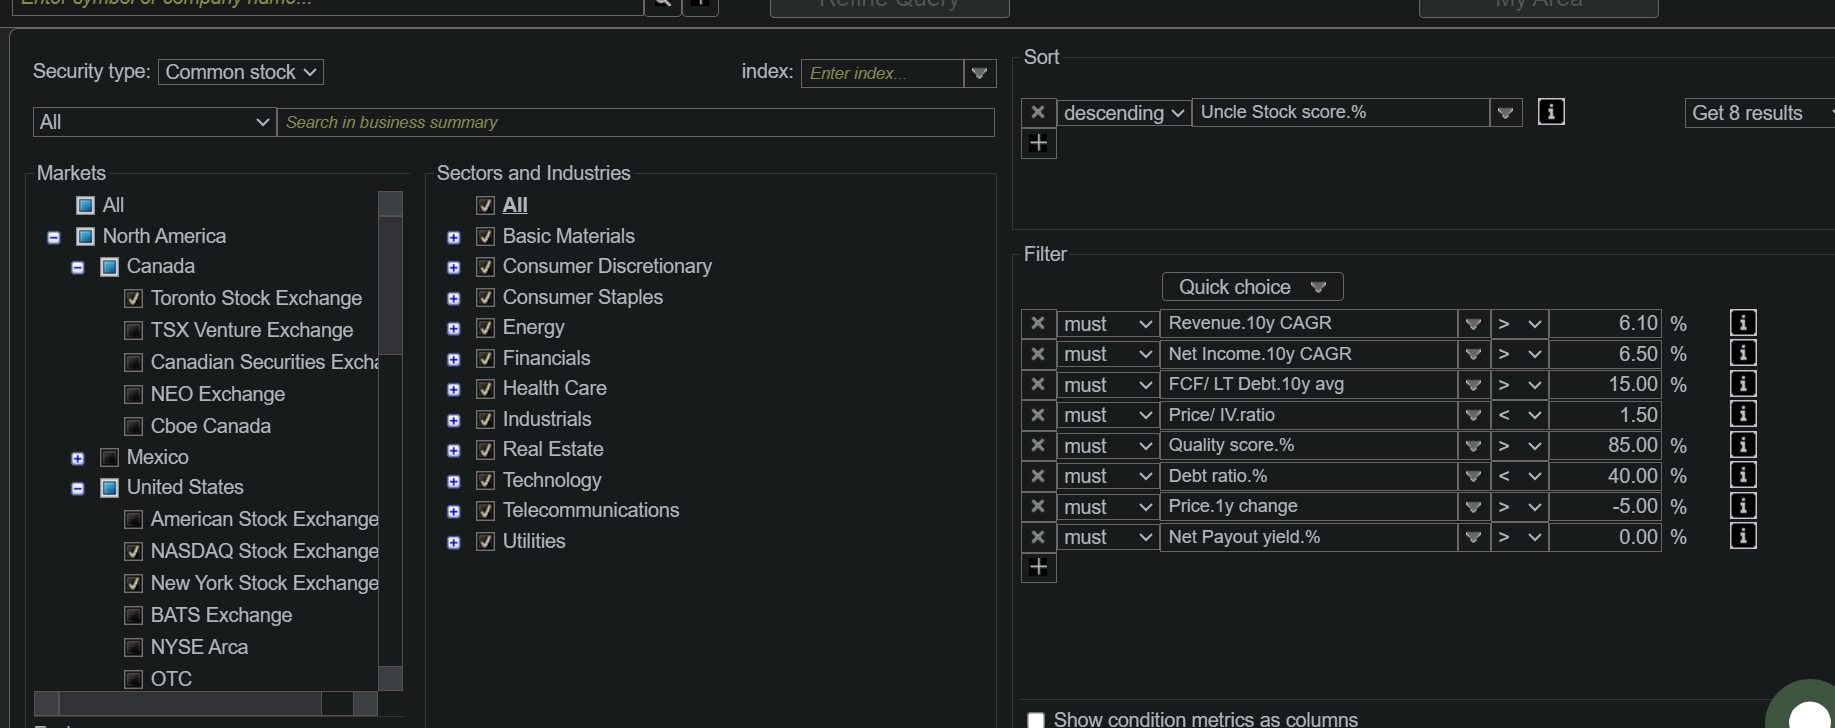 Enter symbol or company name...
Refine Query
My Area
Security type: Common stock
index: Enter index...
All
Search in business summary
Markets
All
North America
Canada
Toronto Stock Exchange
TSX Venture Exchange
Canadian Securities Excha
NEO Exchange
Cboe Canada
Mexico
United States
American Stock Exchange
NASDAQ Stock Exchange
New York Stock Exchange
BATS Exchange
NYSE Arca
OTC
Sectors and Industries
All
Basic Materials
Consumer Discretionary
Consumer Staples
Energy
Financials
Health Care
Industrials
Real Estate
Technology
Telecommunications
Utilities
Sort
descending Uncle Stock score.% i Get 8 results
Filter
Quick choice
must Revenue.10y CAGR > 6.10 % i
must Net Income.10y CAGR > 6.50 % i
must FCF/ LT Debt.10y avg > 15.00 % i
must Price/ IV.ratio < 1.50 i
must Quality score.% > 85.00 % i
must Debt ratio.% < 40.00 % i
must Price.1y change > -5.00 % i
must Net Payout yield.% > 0.00 % i
Show condition metrics as columns